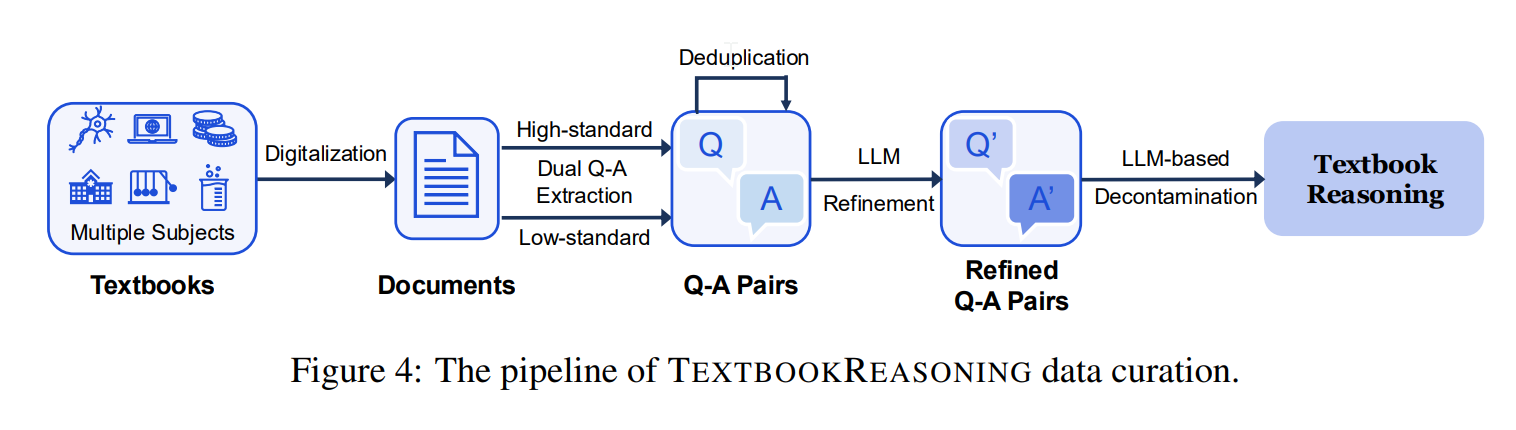 Deduplication
Multiple Subjects
Textbooks
Digitalization
Documents
High-standard
Dual Q-A
Extraction
Low-standard
Q
A
Q-A Pairs
LLM
Refinement
Q’
A’
Refined
Q-A Pairs
LLM-based
Decontamination
Textbook
Reasoning
Figure 4: The pipeline of TEXTBOOKREASONING data curation.